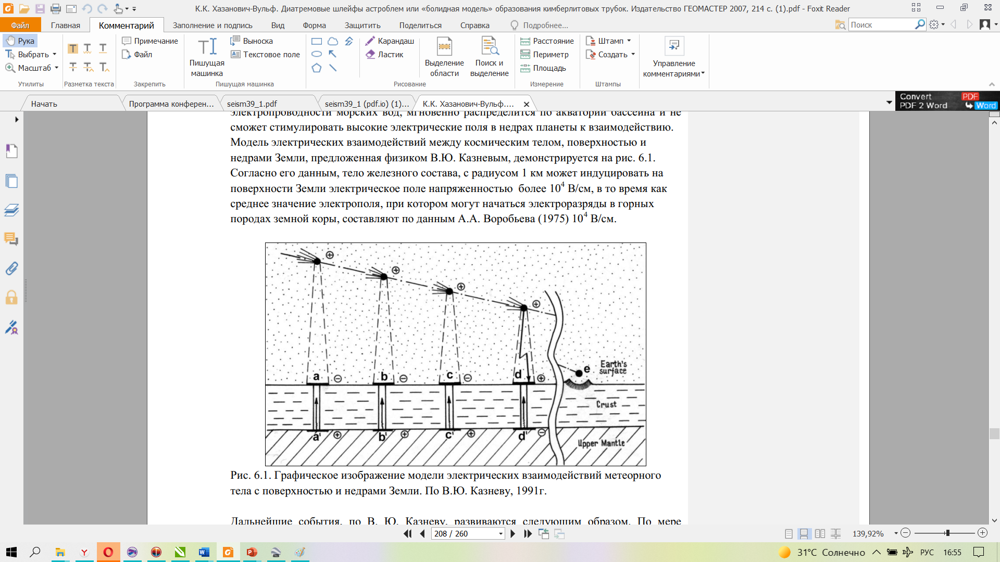 К.К. Хазанович-Вульф. Диатремовые шлейфы астроблем или «болидная модель» образования кимберлитовых трубок. Издательство ГЕОМАСТЕР 2007, 214 с. (1).pdf - Foxit Reader
Файл Главная Комментарий Заполнение и подпись Вид Форма Защитить Поделиться Справка Подробнее... Поиск
Рука
Выбрать
Масштаб
Утилиты
Разметка текста
Примечание
Файл
Закрепить
Пишущая
машинка
Выноска
Текстовое поле
Пишущая машинка
Карандаш
Ластик
Выделение
области
Поиск и
выделение
Рисование
Расстояние
Периметр
Площадь
Измерение
Штамп
Создать
Штампы
Управление
комментариями
Начать Программа конферен... seism39_1.pdf seism39_1 (pdf.io) (1)... К.К. Хазанович-Вульф....
Convert PDF
PDF 2 Word Word
электропроводности морских вод, мгновенно распределится по акватории бассейна и не
сможет стимулировать высокие электрические поля в недрах планеты к взаимодействию.
Модель электрических взаимодействий между космическим телом, поверхностью и
недрами Земли, предложенная физиком В.Ю. Казневым, демонстрируется на рис. 6.1.
Согласно его данным, тело железного состава, с радиусом 1 км может индуцировать на
поверхности Земли электрическое поле напряженностью более 10⁴ В/см, в то время как
среднее значение электрополя, при котором могут начаться электроразряды в горных
породах земной коры, составляют по данным А.А. Воробьева (1975) 10⁴ В/см.
a b c d e
Earth's
surface
Crust
a' b' c' d'
Upper Mantle
Рис. 6.1. Графическое изображение модели электрических взаимодействий метеорного
тела с поверхностью и недрами Земли. По В.Ю. Казневу, 1991г.
Дальнейшие события, по В. Ю. Казневу, развиваются следующим образом. По мере
208 / 260
139,92%
31°C Солнечно
РУС
16:55